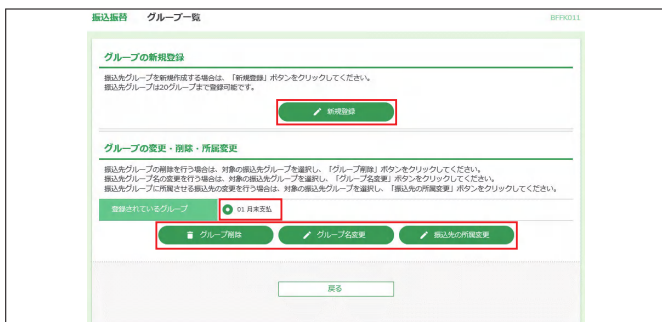 振込振替 グループ一覧 BFFK011
グループの新規登録
振込先グループを新規作成する場合は、「新規登録」ボタンをクリックしてください。
振込先グループは20グループまで登録可能です。
新規登録
グループの変更・削除・所属変更
振込先グループの削除を行う場合は、対象の振込先グループを選択し、「グループ削除」ボタンをクリックしてください。
振込先グループ名の変更を行う場合は、対象の振込先グループを選択し、「グループ名変更」ボタンをクリックしてください。
振込先グループに所属させる振込先の変更を行う場合は、対象の振込先グループを選択し、「振込先の所属変更」ボタンをクリックしてください。
登録されているグループ 01 月末支払
グループ削除 グループ名変更 振込先の所属変更
戻る